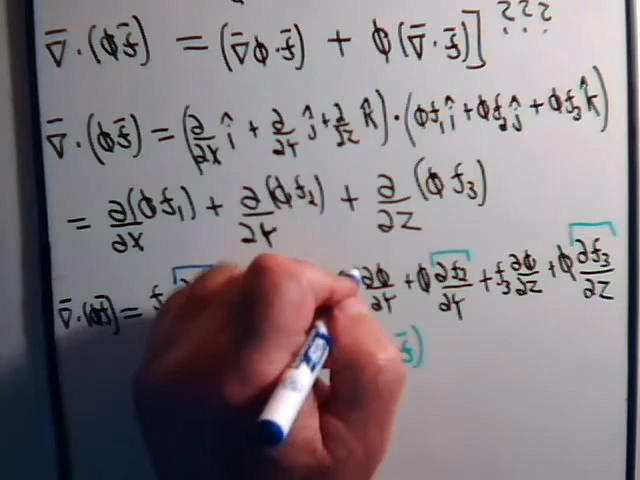 ∇̄·(ϕf̄) = (∇̄ϕ·f̄) + ϕ(∇̄·f̄)] ???
∇̄·(ϕf̄) = (∂/∂x î + ∂/∂y ĵ + ∂/∂z k̂)·(ϕf₁î + ϕf₂ĵ + ϕf₃k̂)
= ∂(ϕf₁)/∂x + ∂(ϕf₂)/∂y + ∂/∂z (ϕf₃)
∇̄·(ϕf̄) = f ∂ϕ/∂y + ϕ ∂f₂/∂y + f₃ ∂ϕ/∂z + ϕ ∂f₃/∂z
f̄)